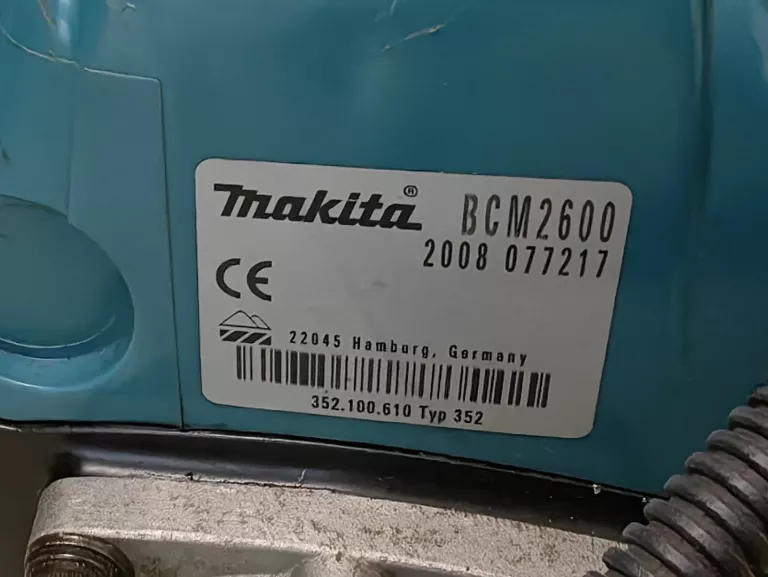 makita® BCM2600
2008 077217
CE
22045 Hamburg, Germany
352.100.610 Typ 352